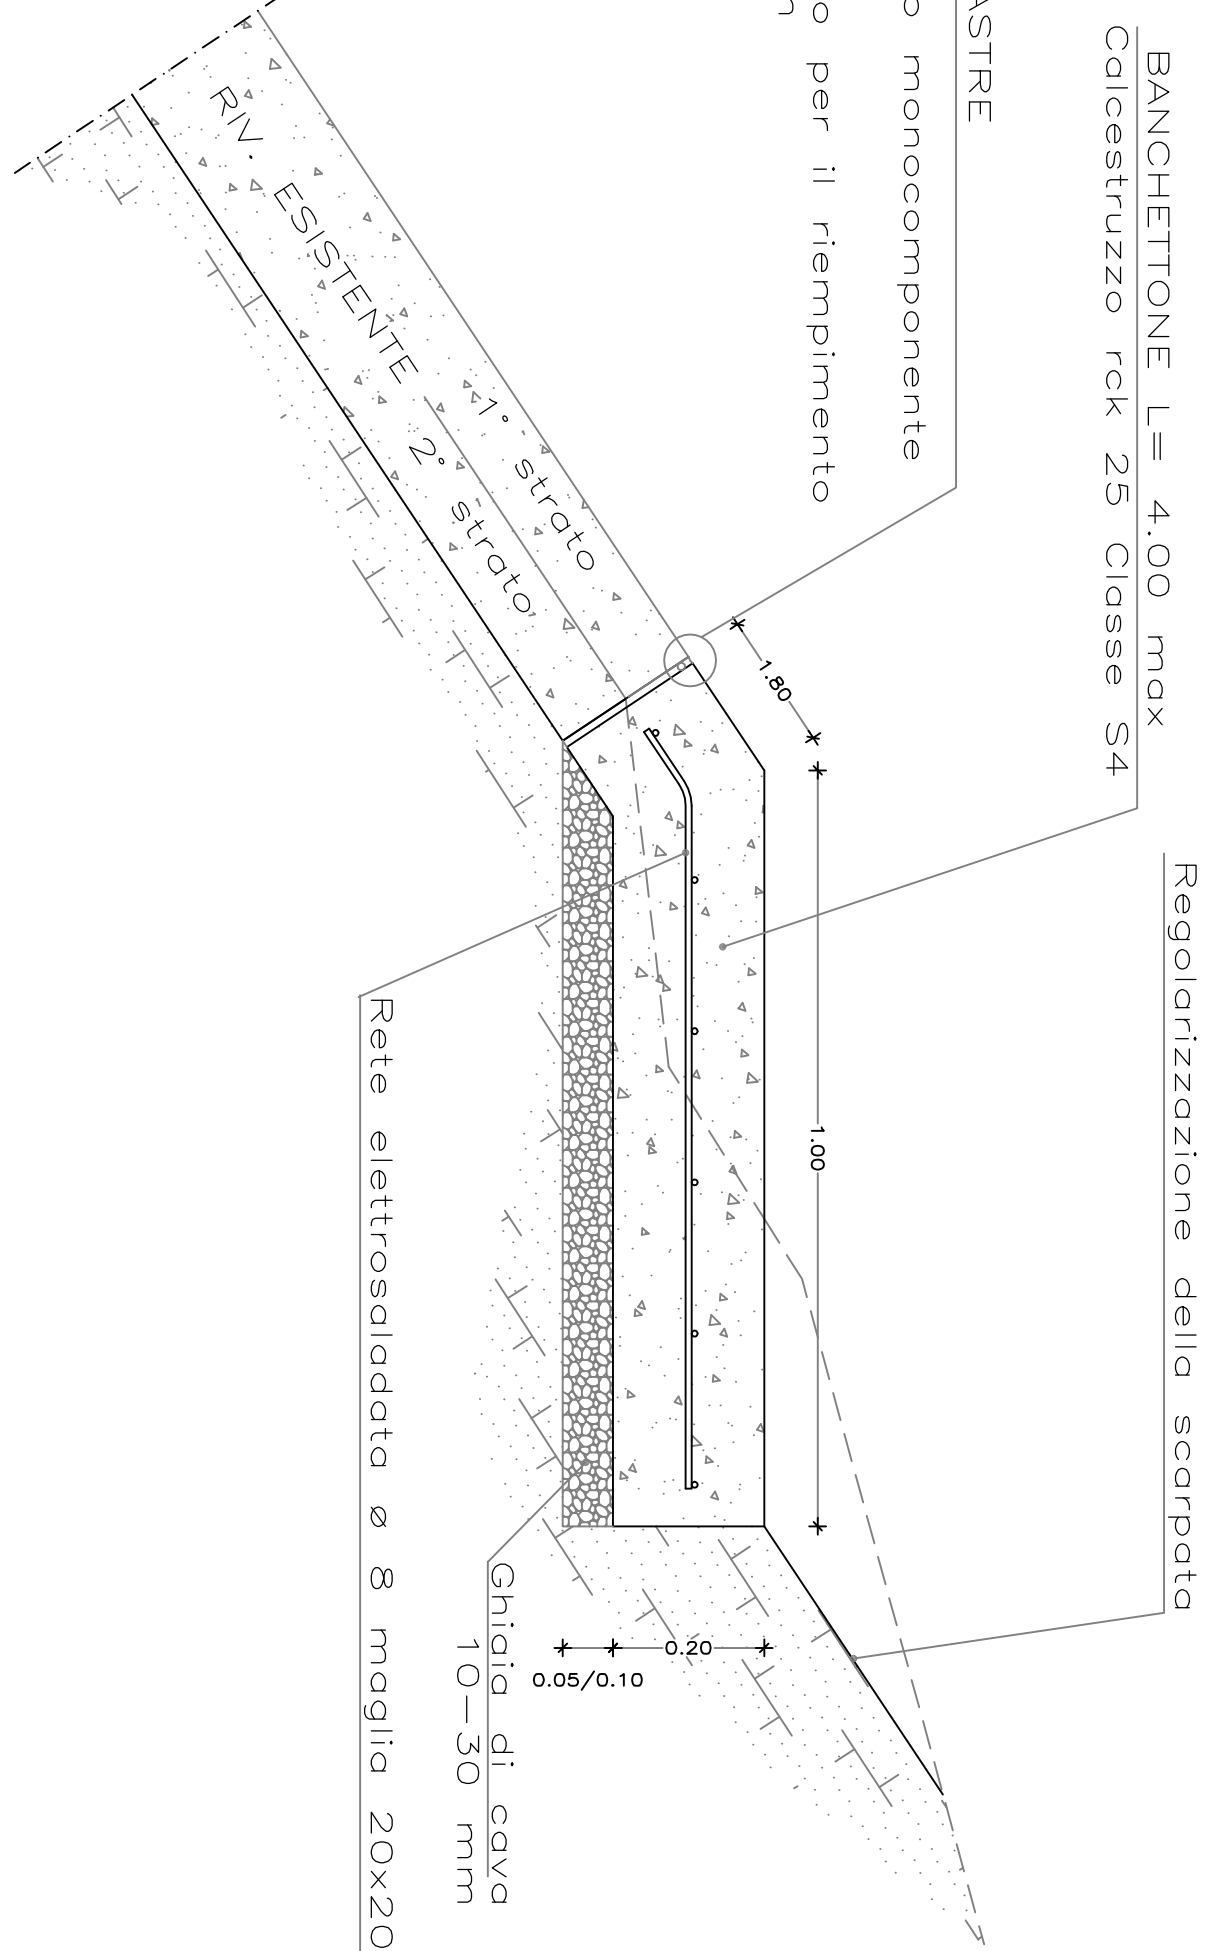 BANCHETTONE L= 4.00 max
Calcestruzzo rck 25 Classe S4
Regolarizzazione della scarpata
ASTRE
o monocomponente
o per il riempimento
n
1.80
1.00
RIV. ESISTENTE
1° strato
2° strato
0.20
0.05/0.10
Ghiaia di cava
10-30 mm
Rete elettrosaladata ø 8 maglia 20x20